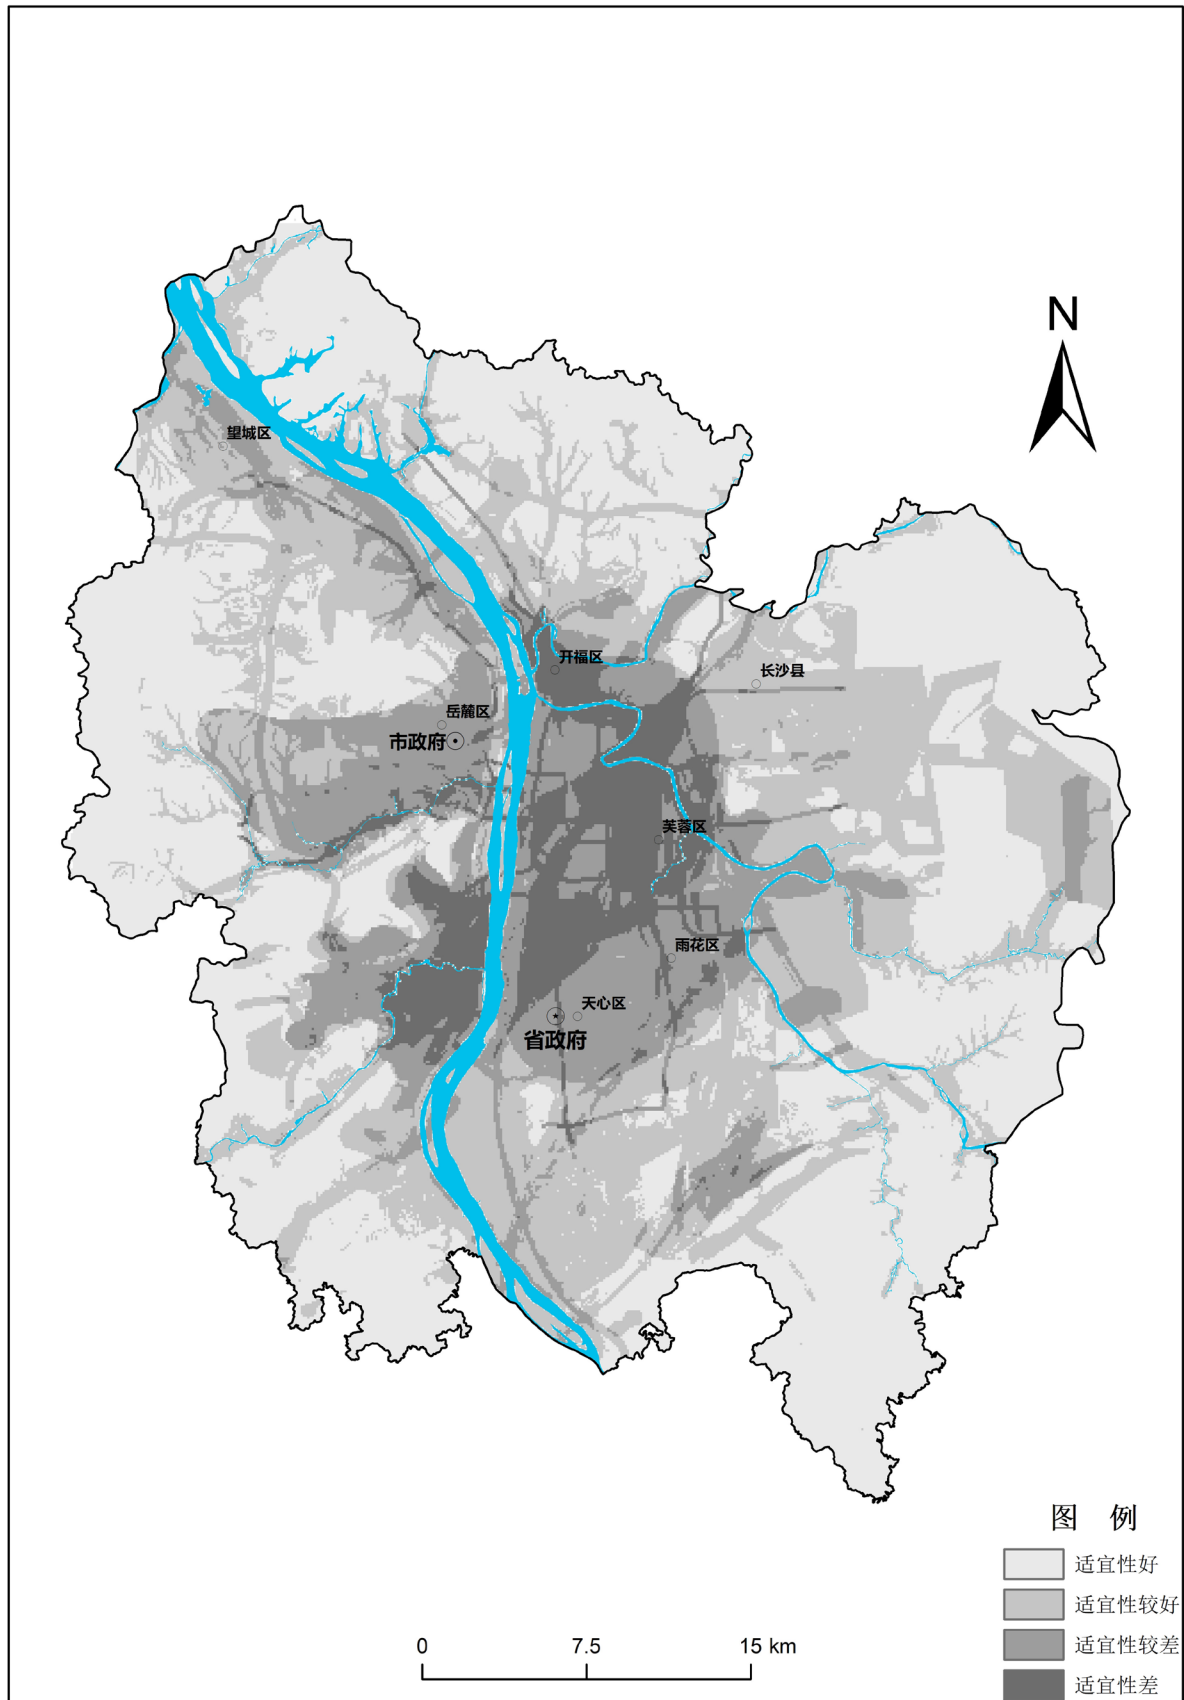 N
望城区
开福区
长沙县
岳麓区
市政府
芙蓉区
雨花区
天心区
省政府
图 例
适宜性好
适宜性较好
适宜性较差
适宜性差
0 7.5 15 km